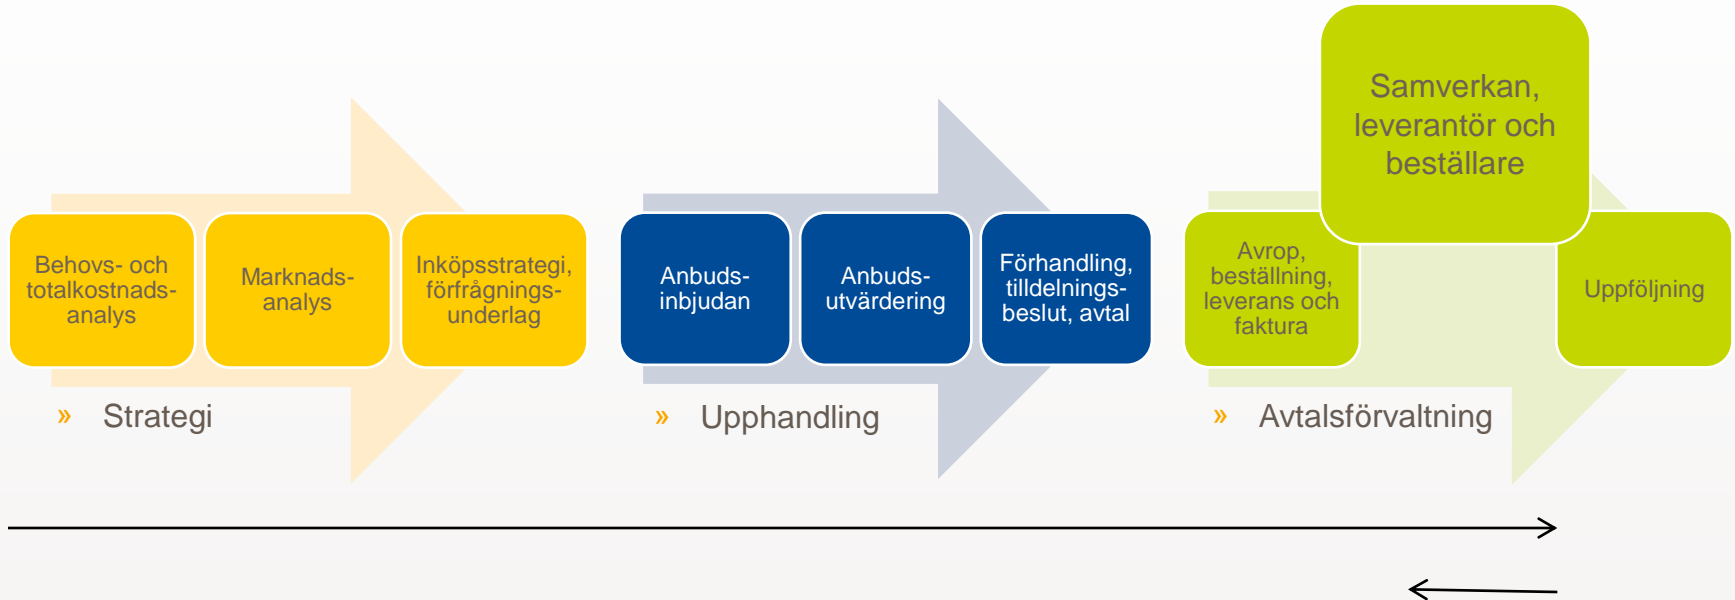 Behovs- och
totalkostnads-
analys
Marknads-
analys
Inköpsstrategi,
förfrågnings-
underlag
» Strategi
Anbuds-
inbjudan
Anbuds-
utvärdering
Förhandling,
tilldelnings-
beslut, avtal
» Upphandling
Avrop,
beställning,
leverans och
faktura
Samverkan,
leverantör och
beställare
Uppföljning
» Avtalsförvaltning